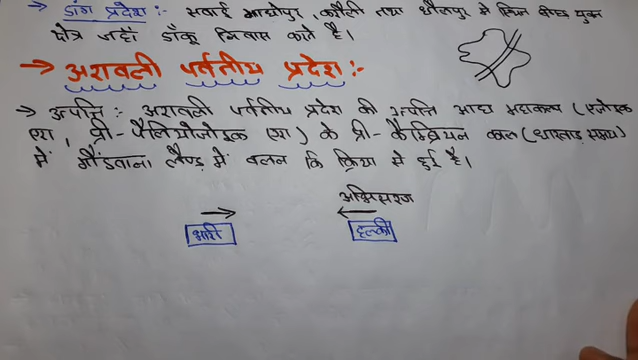 → डांग प्रदेश :- सवाई माधोपुर, करौली तथा धौलपुर में स्थित बीहड़ युक्त
क्षेत्र जहाँ डाँकू निवास करते है।
→ अरावली पर्वतीय प्रदेश :-
→ उत्पत्ति :- अरावली पर्वतीय प्रदेश की उत्पत्ति आद्य महाकल्प (एजोइक
एरा, प्री-पैलियोजोइक एरा) के प्री-कैम्ब्रियन काल (धारवाड़ समय)
में गौंडवाना लैण्ड में वलन कि क्रिया से हुई है।
अभिसरण
→ ←
भारी हल्की